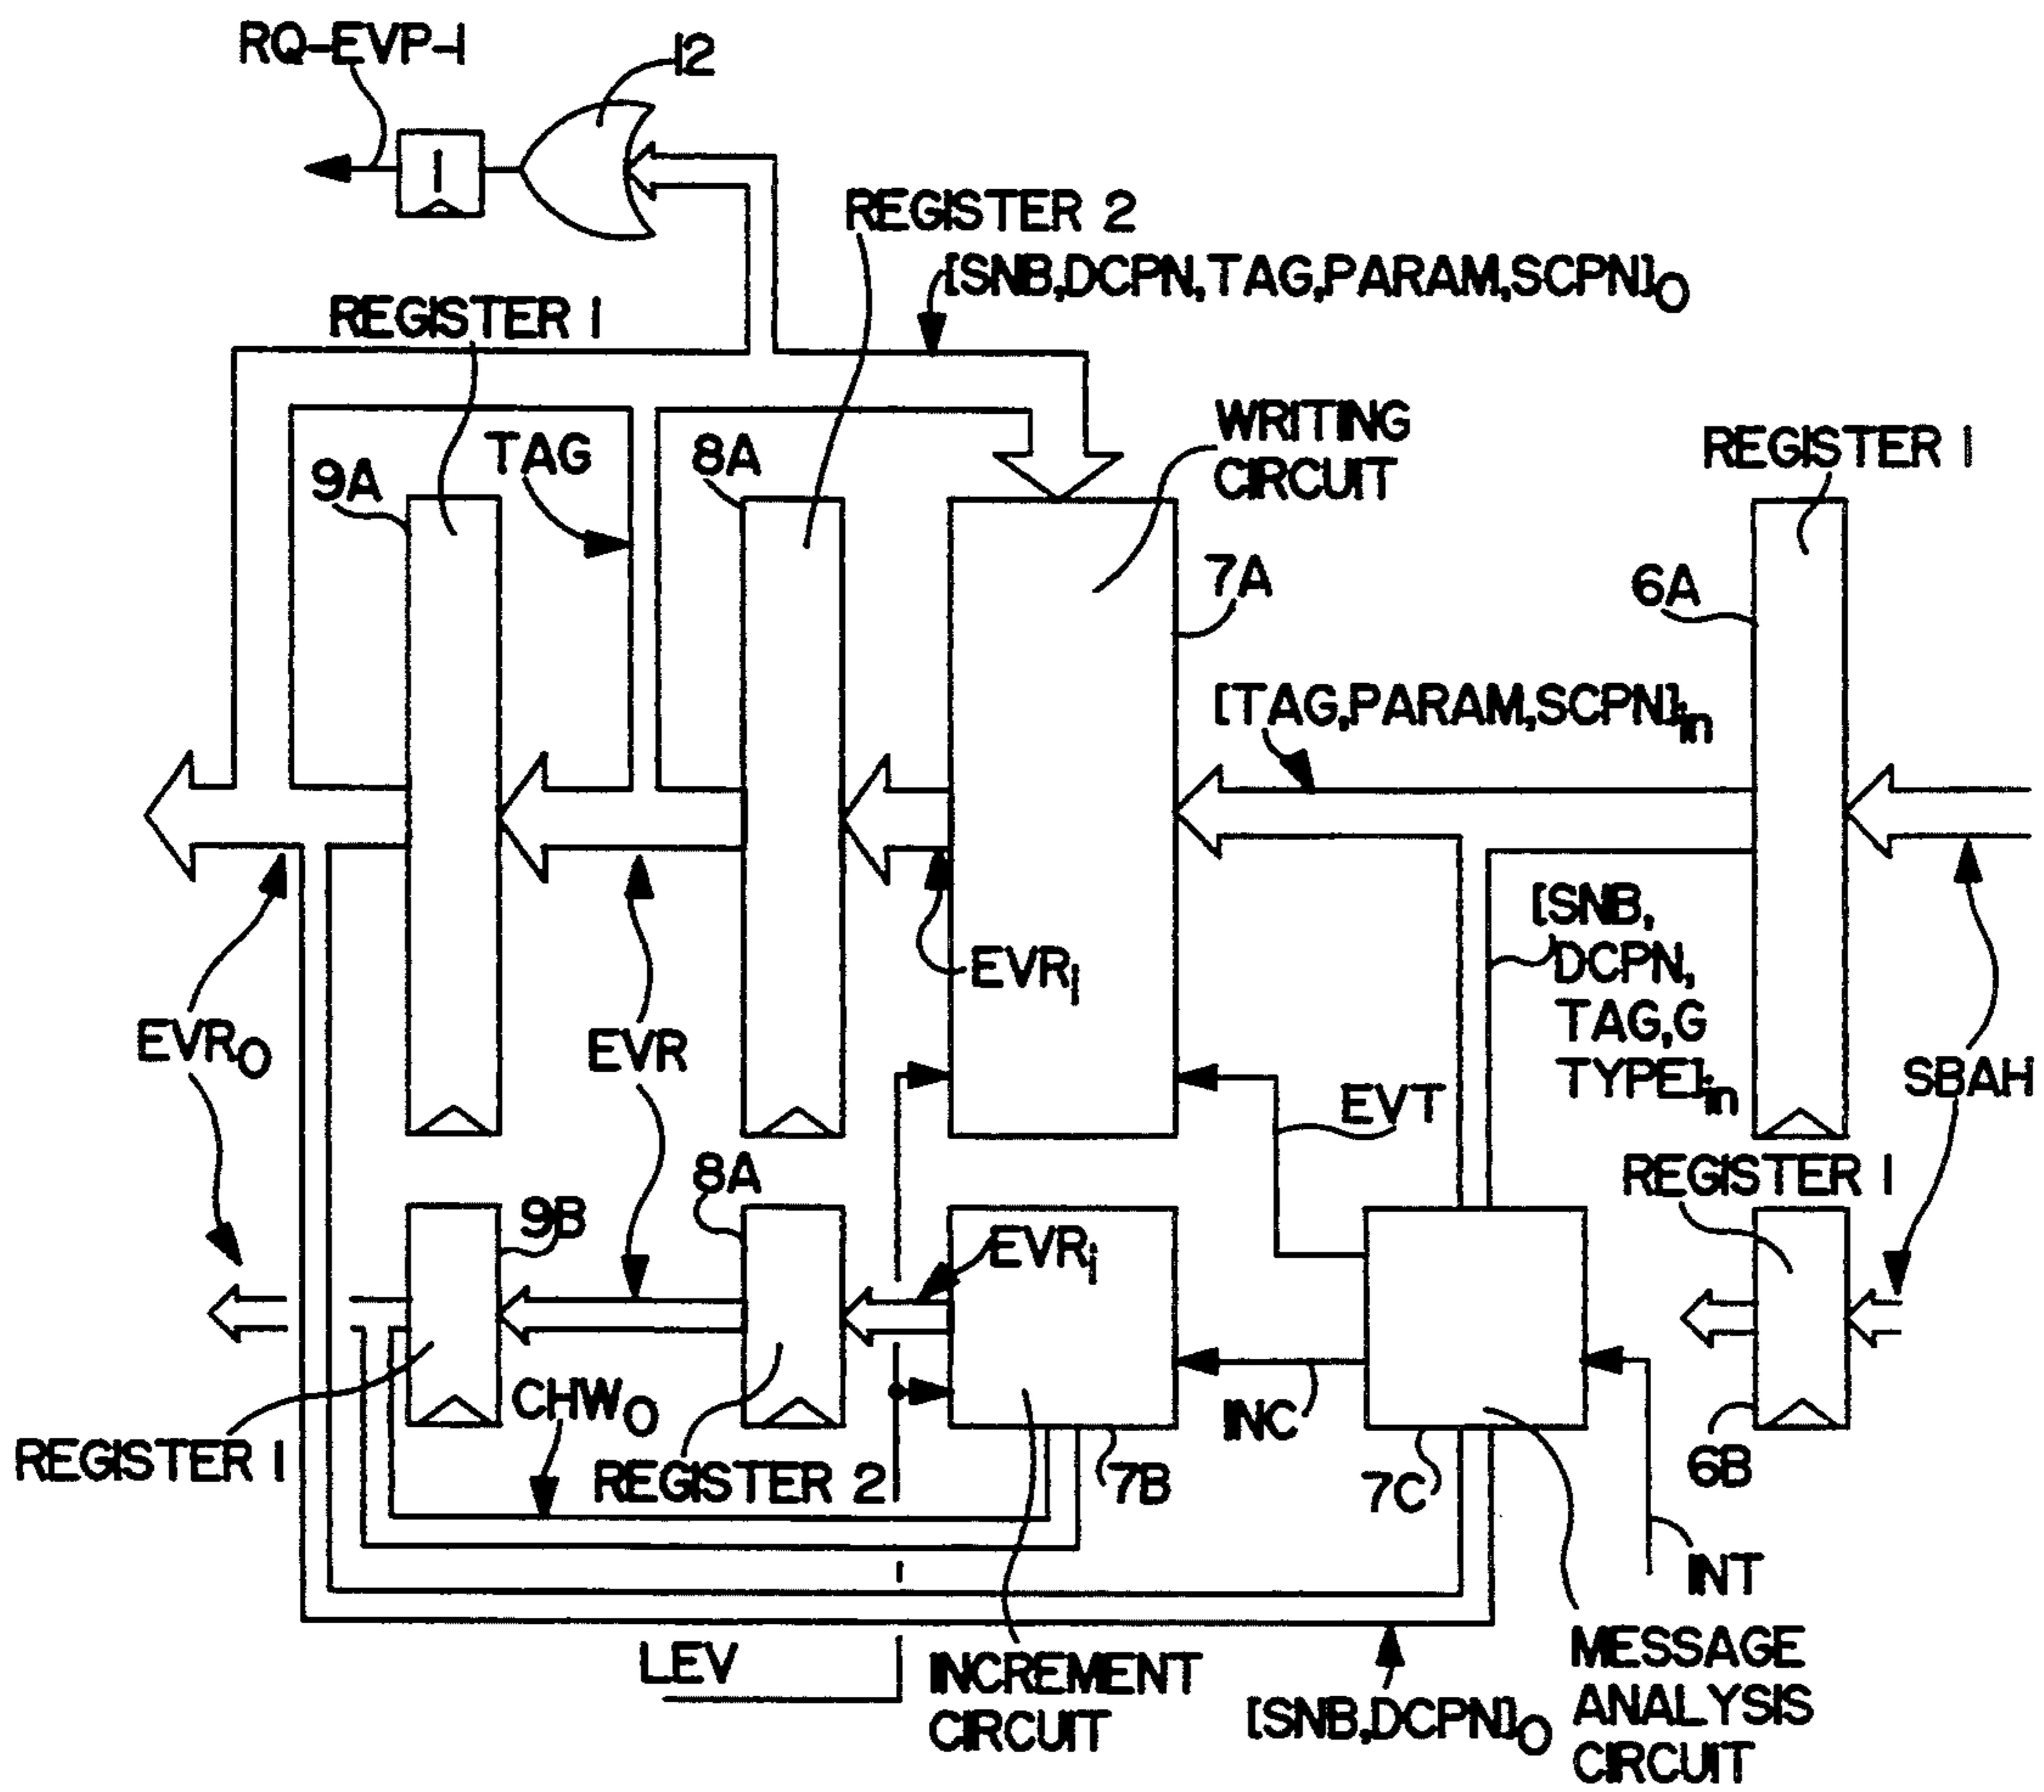 RQ-EVP-1
12
1
REGISTER 2
[SNB,DCPN,TAG,PARAM,SCPN]O
REGISTER 1
WRITING
CIRCUIT
REGISTER 1
TAG
8A
9A
7A
6A
[TAG,PARAM,SCPN]in
[SNB,
DCPN,
TAG,G
TYPE]in
EVRi
EVRO
EVR
SBAH
EVT
8A
REGISTER 1
9B
EVRi
CHWO
INC
REGISTER 1
REGISTER 2
7B
7C
6B
INT
LEV
INCREMENT
CIRCUIT
[SNB,DCPN]O
MESSAGE
ANALYSIS
CIRCUIT